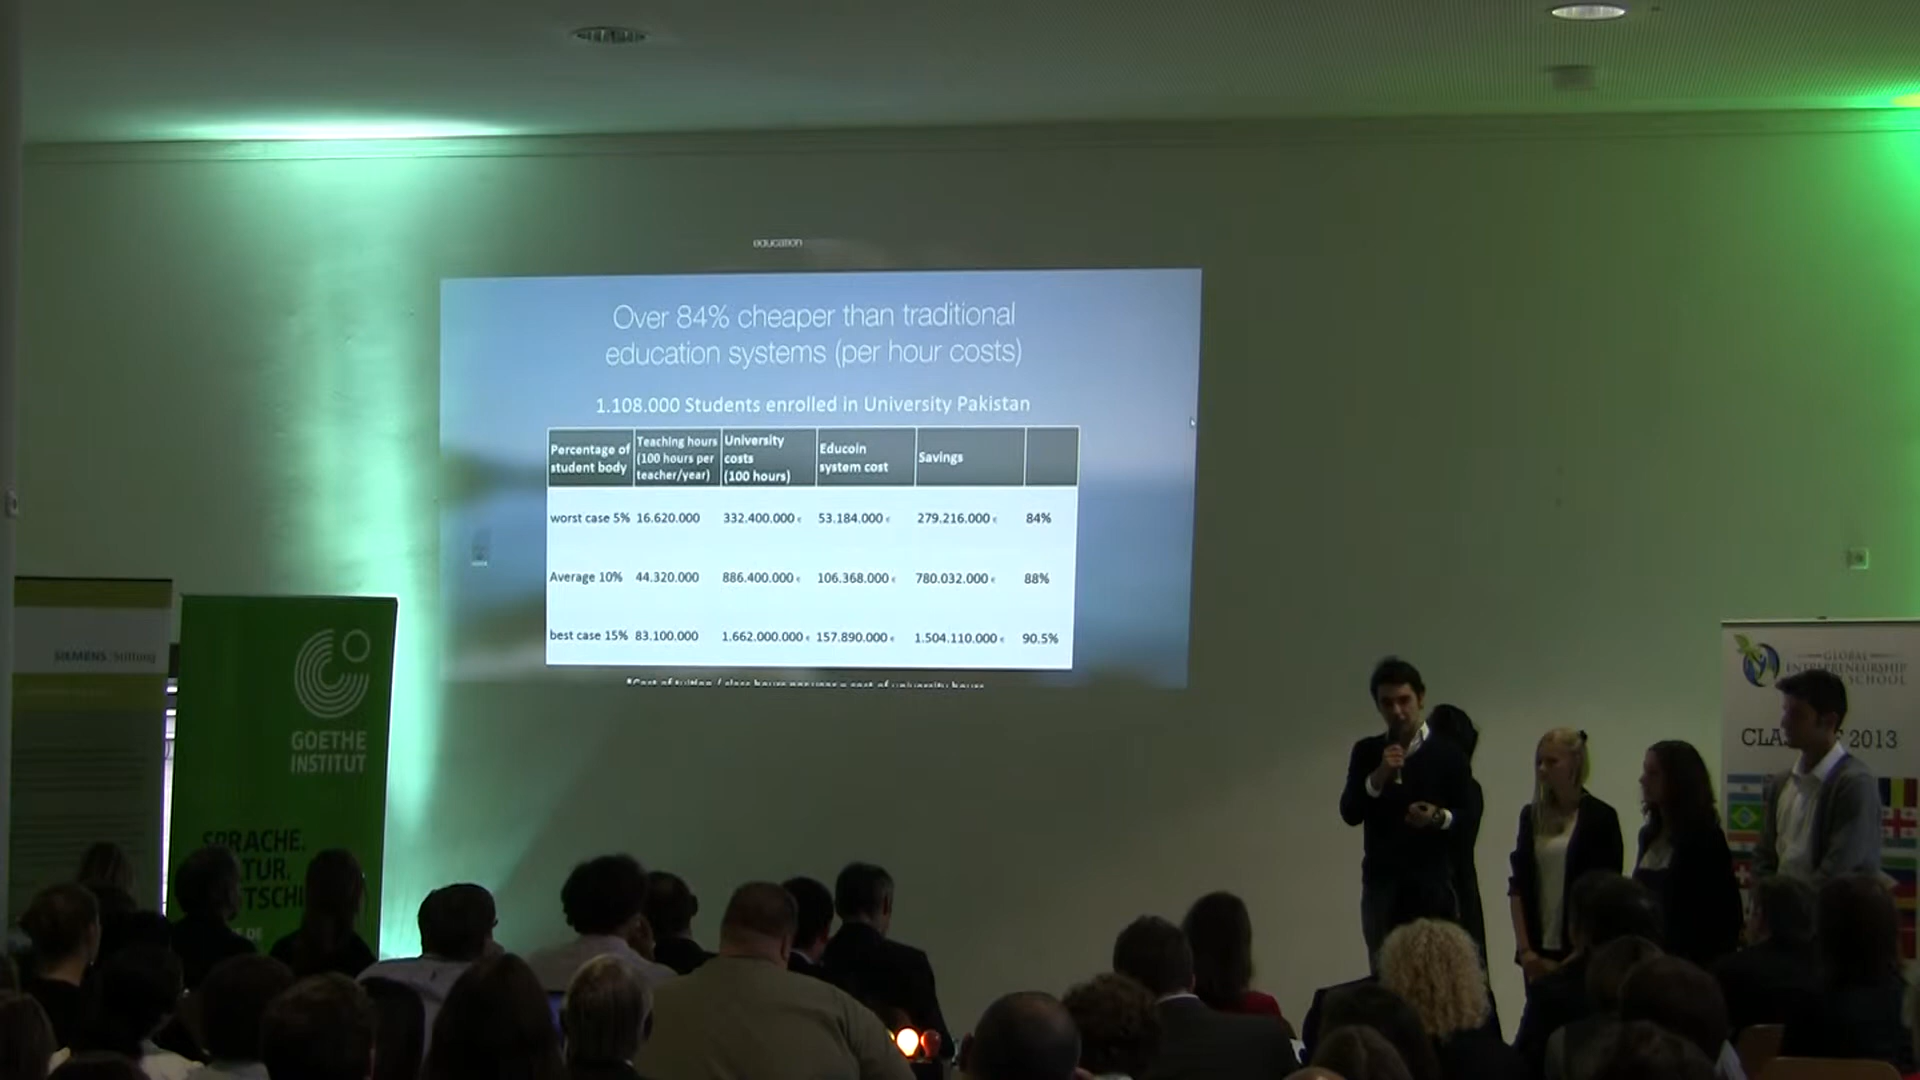 education
Over 84% cheaper than traditional
education systems (per hour costs)
1.108.000 Students enrolled in University Pakistan
Percentage of student body
Teaching hours (100 hours per teacher/year)
University costs (100 hours)
Educoin system cost
Savings
worst case 5% 16.620.000 332.400.000 € 53.184.000 € 279.216.000 € 84%
Average 10% 44.320.000 886.400.000 € 106.368.000 € 780.032.000 € 88%
best case 15% 83.100.000 1.662.000.000 € 157.890.000 € 1.504.110.000 € 90.5%
SIEMENS Stiftung
GOETHE
INSTITUT
SPRACHE.
TUR.
TSCHL
DE
GLOBAL
ENTREPRENEURSHIP
SCHOOL
CLA 2013